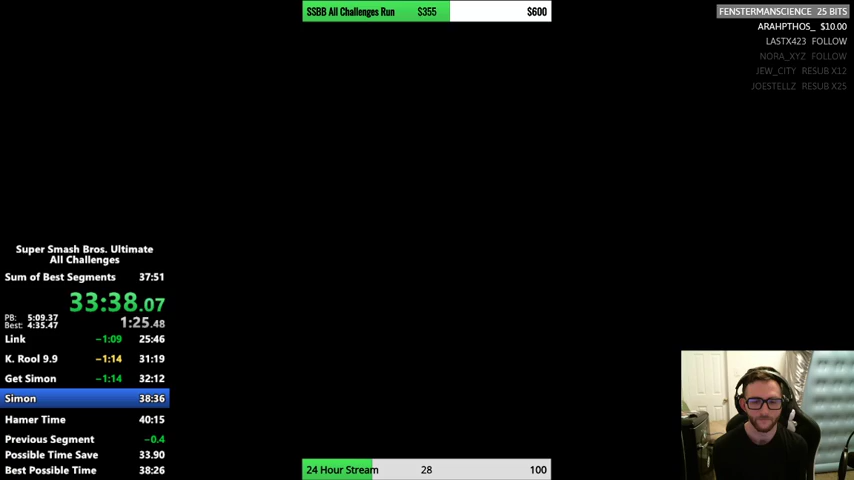 SSBB All Challenges Run $355 $600
FENSTERMANSCIENCE 25 BITS
ARAHPTHOS_ $10.00
LASTX423 FOLLOW
NORA_XYZ FOLLOW
JEW_CITY RESUB X12
JOESTELLZ RESUB X25
Super Smash Bros. Ultimate
All Challenges
Sum of Best Segments 37:51
33:38.07
PB: 5:09.37
Best: 4:35.47
1:25.48
Link −1:09 25:46
K. Rool 9.9 −1:14 31:19
Get Simon −1:14 32:12
Simon 38:36
Hamer Time 40:15
Previous Segment −0.4
Possible Time Save 33.90
Best Possible Time 38:26
24 Hour Stream 28 100